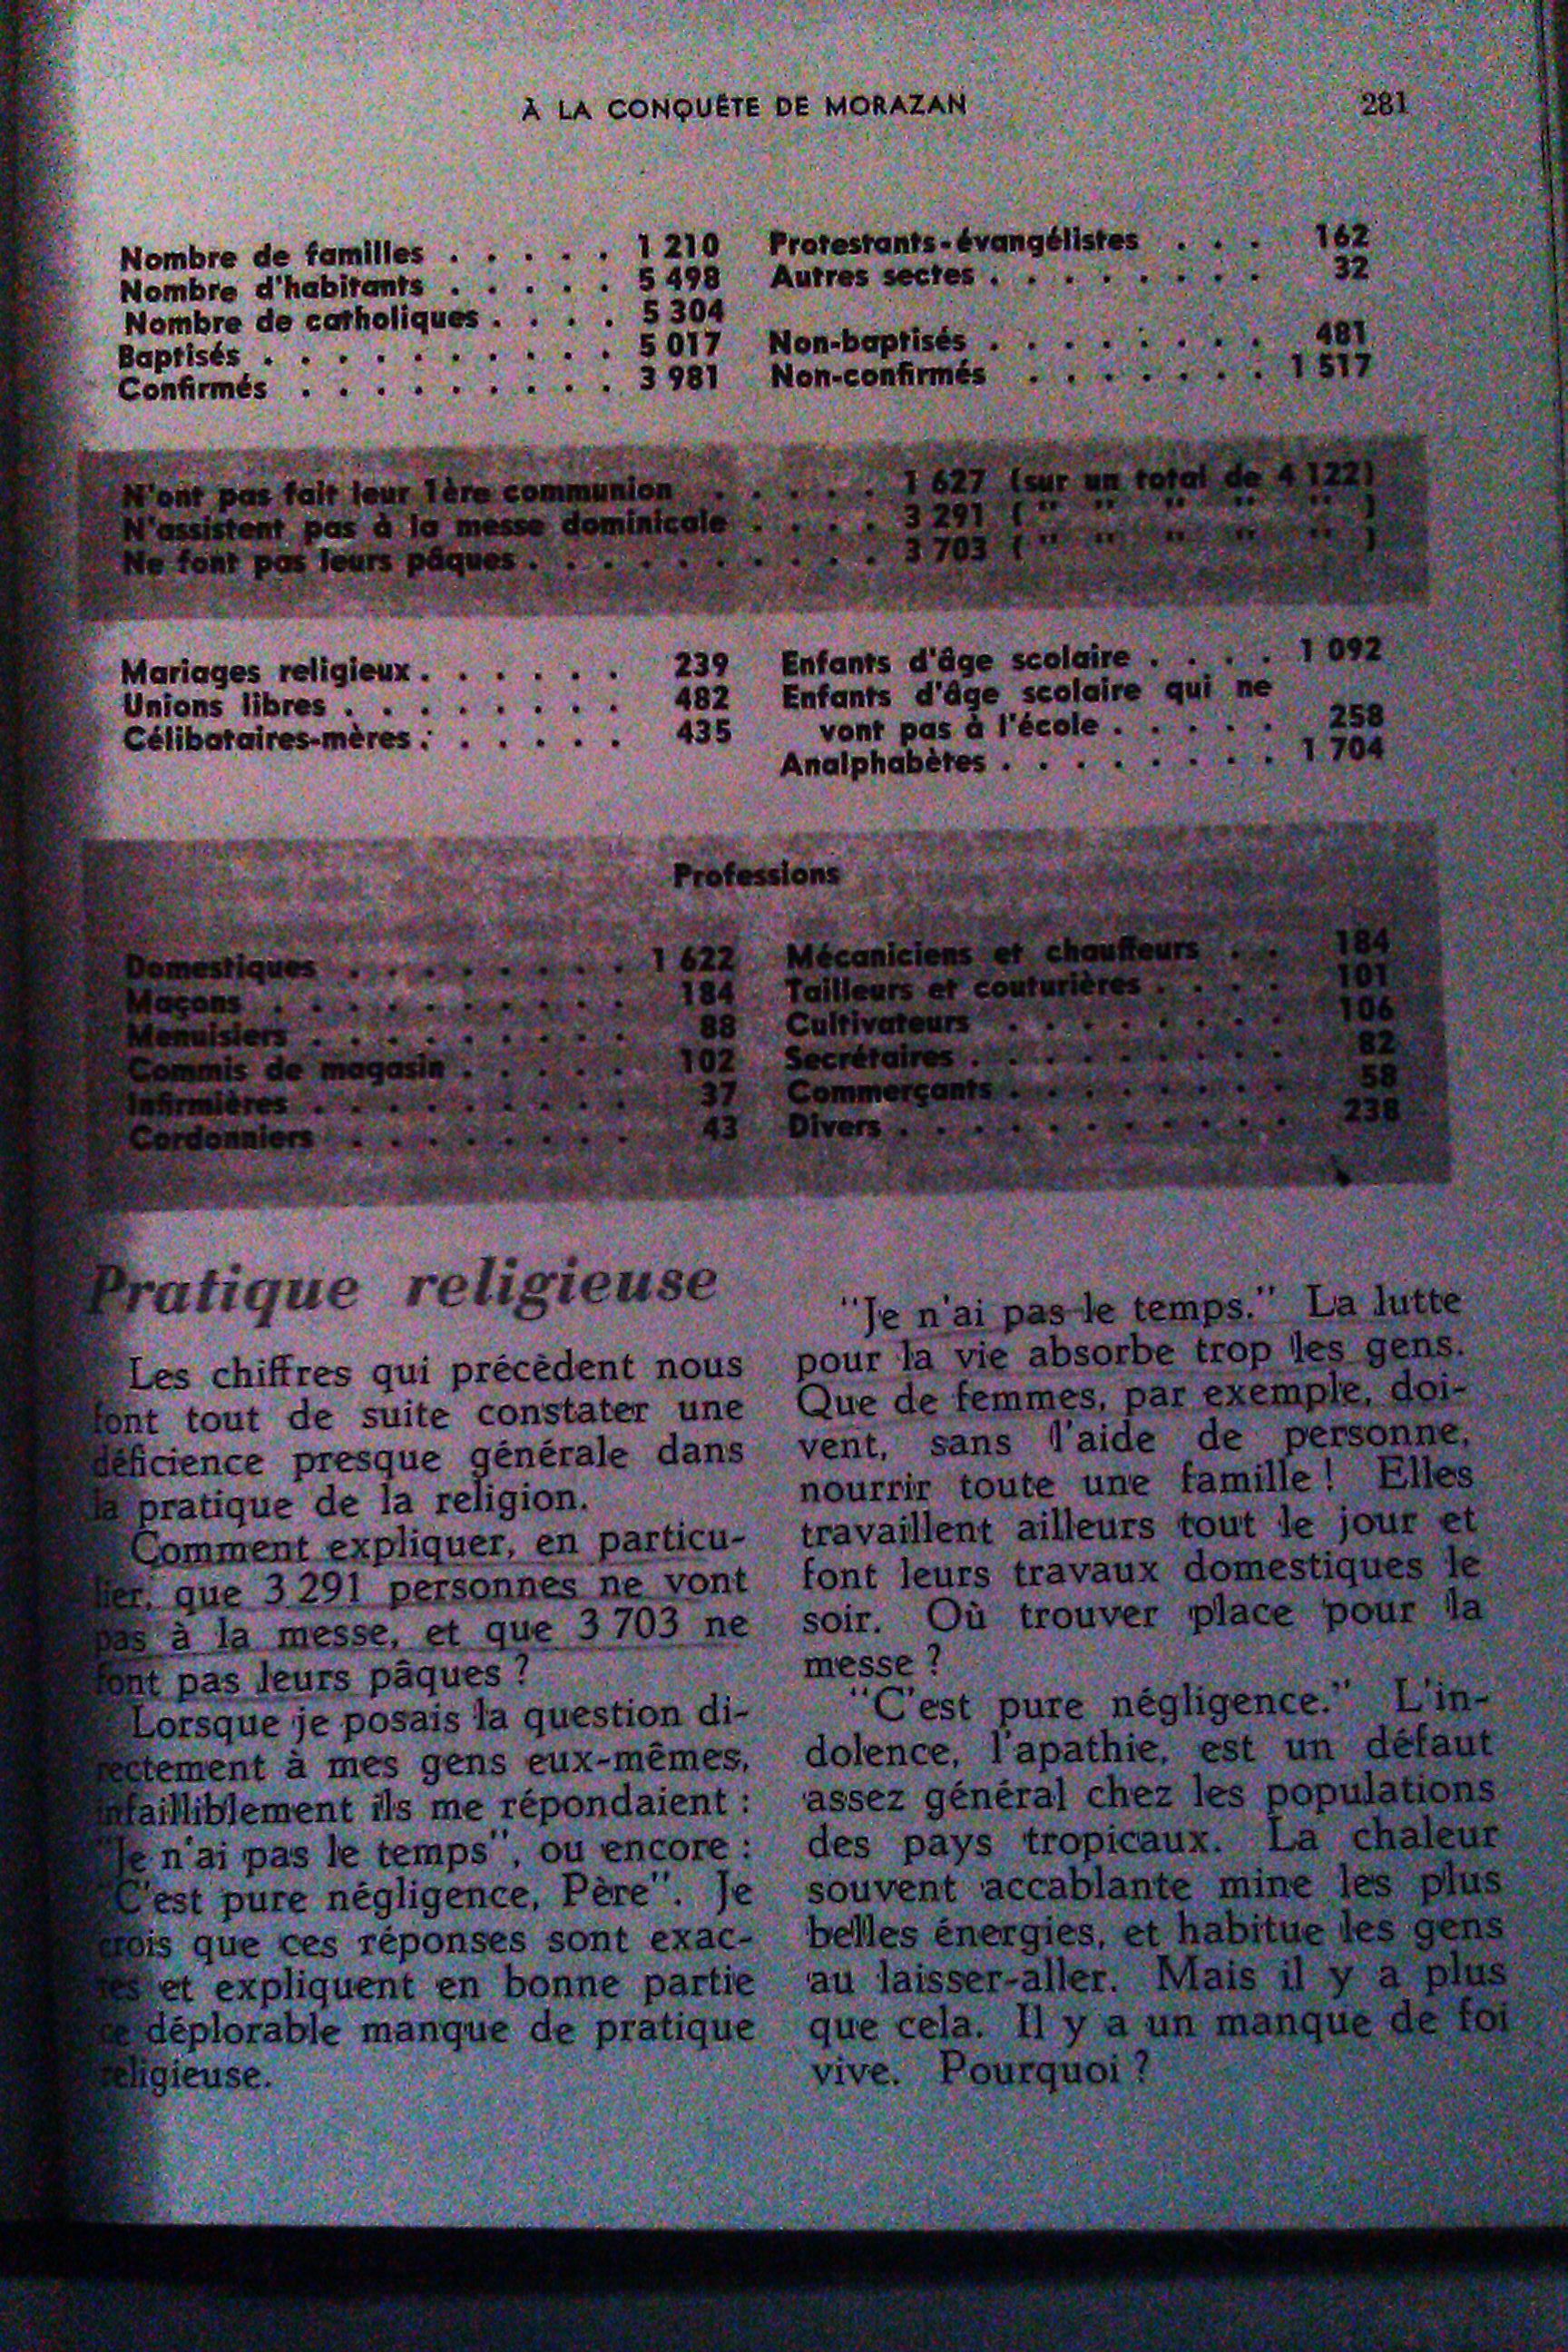 À LA CONQUÊTE DE MORAZAN 281
Nombre de familles . . . . . 1 210
Nombre d'habitants . . . . . 5 498
Nombre de catholiques . . . . 5 304
Baptisés . . . . . . . . . . 5 017
Confirmés . . . . . . . . . 3 981
Protestants-évangélistes . . . 162
Autres sectes . . . . . . . . 32
Non-baptisés . . . . . . . . 481
Non-confirmés . . . . . . . 1 517
N'ont pas fait leur 1ère communion . . . . . 1 627 (sur un total de 4 122)
N'assistent pas à la messe dominicale . . . . 3 291 ( " " " " " )
Ne font pas leurs pâques . . . . . . . . . . 3 703 ( " " " " " )
Mariages religieux . . . . . . 239
Unions libres . . . . . . . . 482
Célibataires-mères . . . . . . 435
Enfants d'âge scolaire . . . . 1 092
Enfants d'âge scolaire qui ne
vont pas à l'école . . . . . 258
Analphabètes . . . . . . . . 1 704
Professions
Domestiques . . . . . . . . 1 622
Maçons . . . . . . . . . . 184
Menuisiers . . . . . . . . . 88
Commis de magasin . . . . . 102
Infirmières . . . . . . . . . 37
Cordonniers . . . . . . . . 43
Mécaniciens et chauffeurs . . 184
Tailleurs et couturières . . . . 101
Cultivateurs . . . . . . . . 106
Secrétaires . . . . . . . . . 82
Commerçants . . . . . . . . 58
Divers . . . . . . . . . . . 238
Pratique religieuse
Les chiffres qui précèdent nous
font tout de suite constater une
déficience presque générale dans
la pratique de la religion.
Comment expliquer, en particu-
lier, que 3 291 personnes ne vont
pas à la messe, et que 3 703 ne
font pas leurs pâques ?
Lorsque je posais la question di-
rectement à mes gens eux-mêmes,
infailliblement ils me répondaient :
"Je n'ai pas le temps", ou encore :
"C'est pure négligence, Père". Je
crois que ces réponses sont exac-
tes et expliquent en bonne partie
ce déplorable manque de pratique
religieuse.
"Je n'ai pas le temps." La lutte
pour la vie absorbe trop les gens.
Que de femmes, par exemple, doi-
vent, sans l'aide de personne,
nourrir toute une famille ! Elles
travaillent ailleurs tout le jour et
font leurs travaux domestiques le
soir. Où trouver place pour la
messe ?
"C'est pure négligence." L'in-
dolence, l'apathie, est un défaut
assez général chez les populations
des pays tropicaux. La chaleur
souvent accablante mine les plus
belles énergies, et habitue les gens
au laisser-aller. Mais il y a plus
que cela. Il y a un manque de foi
vive. Pourquoi ?